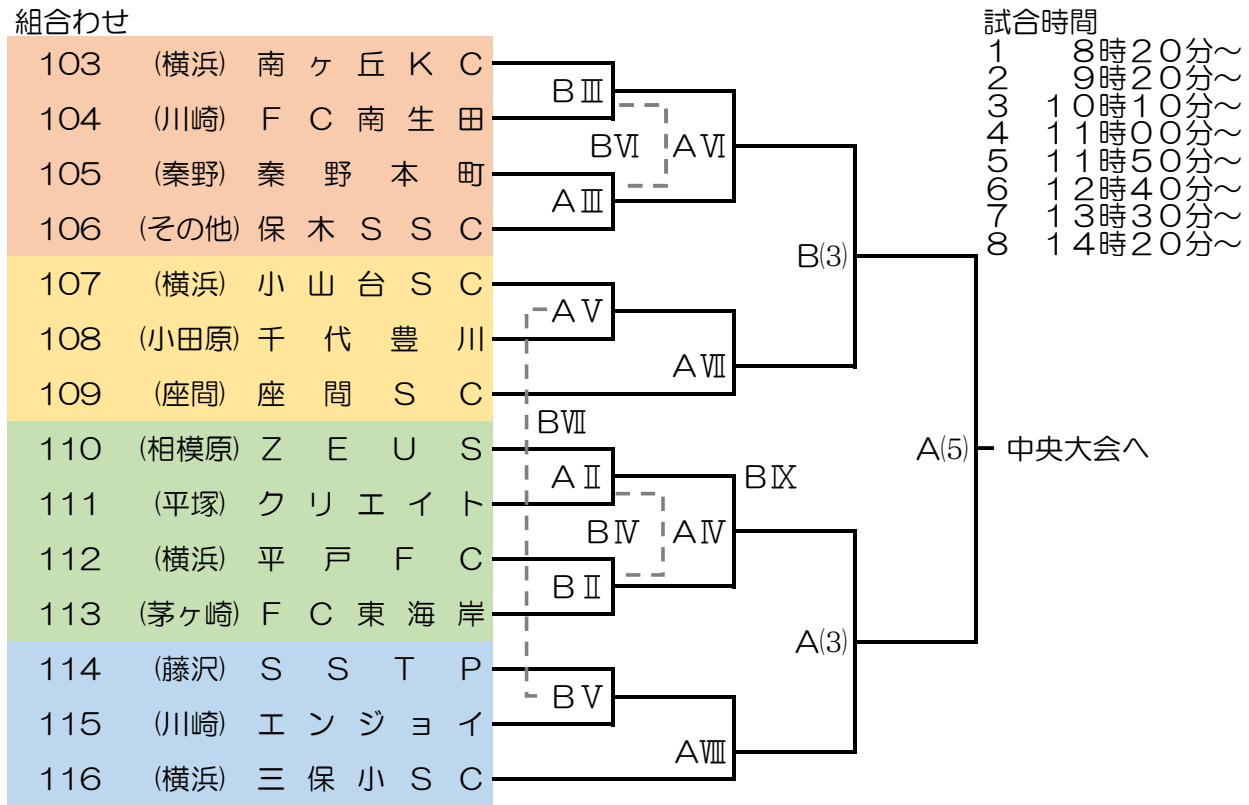 組合わせ
試合時間
1 8時20分～
2 9時20分～
3 10時10分～
4 11時00分～
5 11時50分～
6 12時40分～
7 13時30分～
8 14時20分～
103 (横浜) 南ヶ丘KC
104 (川崎) FC南生田
105 (秦野) 秦野本町
106 (その他) 保木SSC
107 (横浜) 小山台SC
108 (小田原) 千代豊川
109 (座間) 座間SC
110 (相模原) ZEUS
111 (平塚) クリエイト
112 (横浜) 平戸FC
113 (茅ヶ崎) FC東海岸
114 (藤沢) SSTP
115 (川崎) エンジョイ
116 (横浜) 三保小SC
BⅢ
BⅥ AⅥ
AⅢ
B(3)
AⅤ
AⅦ
BⅦ
A(5) 中央大会へ
AⅡ BⅨ
BⅣ AⅣ
BⅡ
A(3)
BⅤ
AⅧ